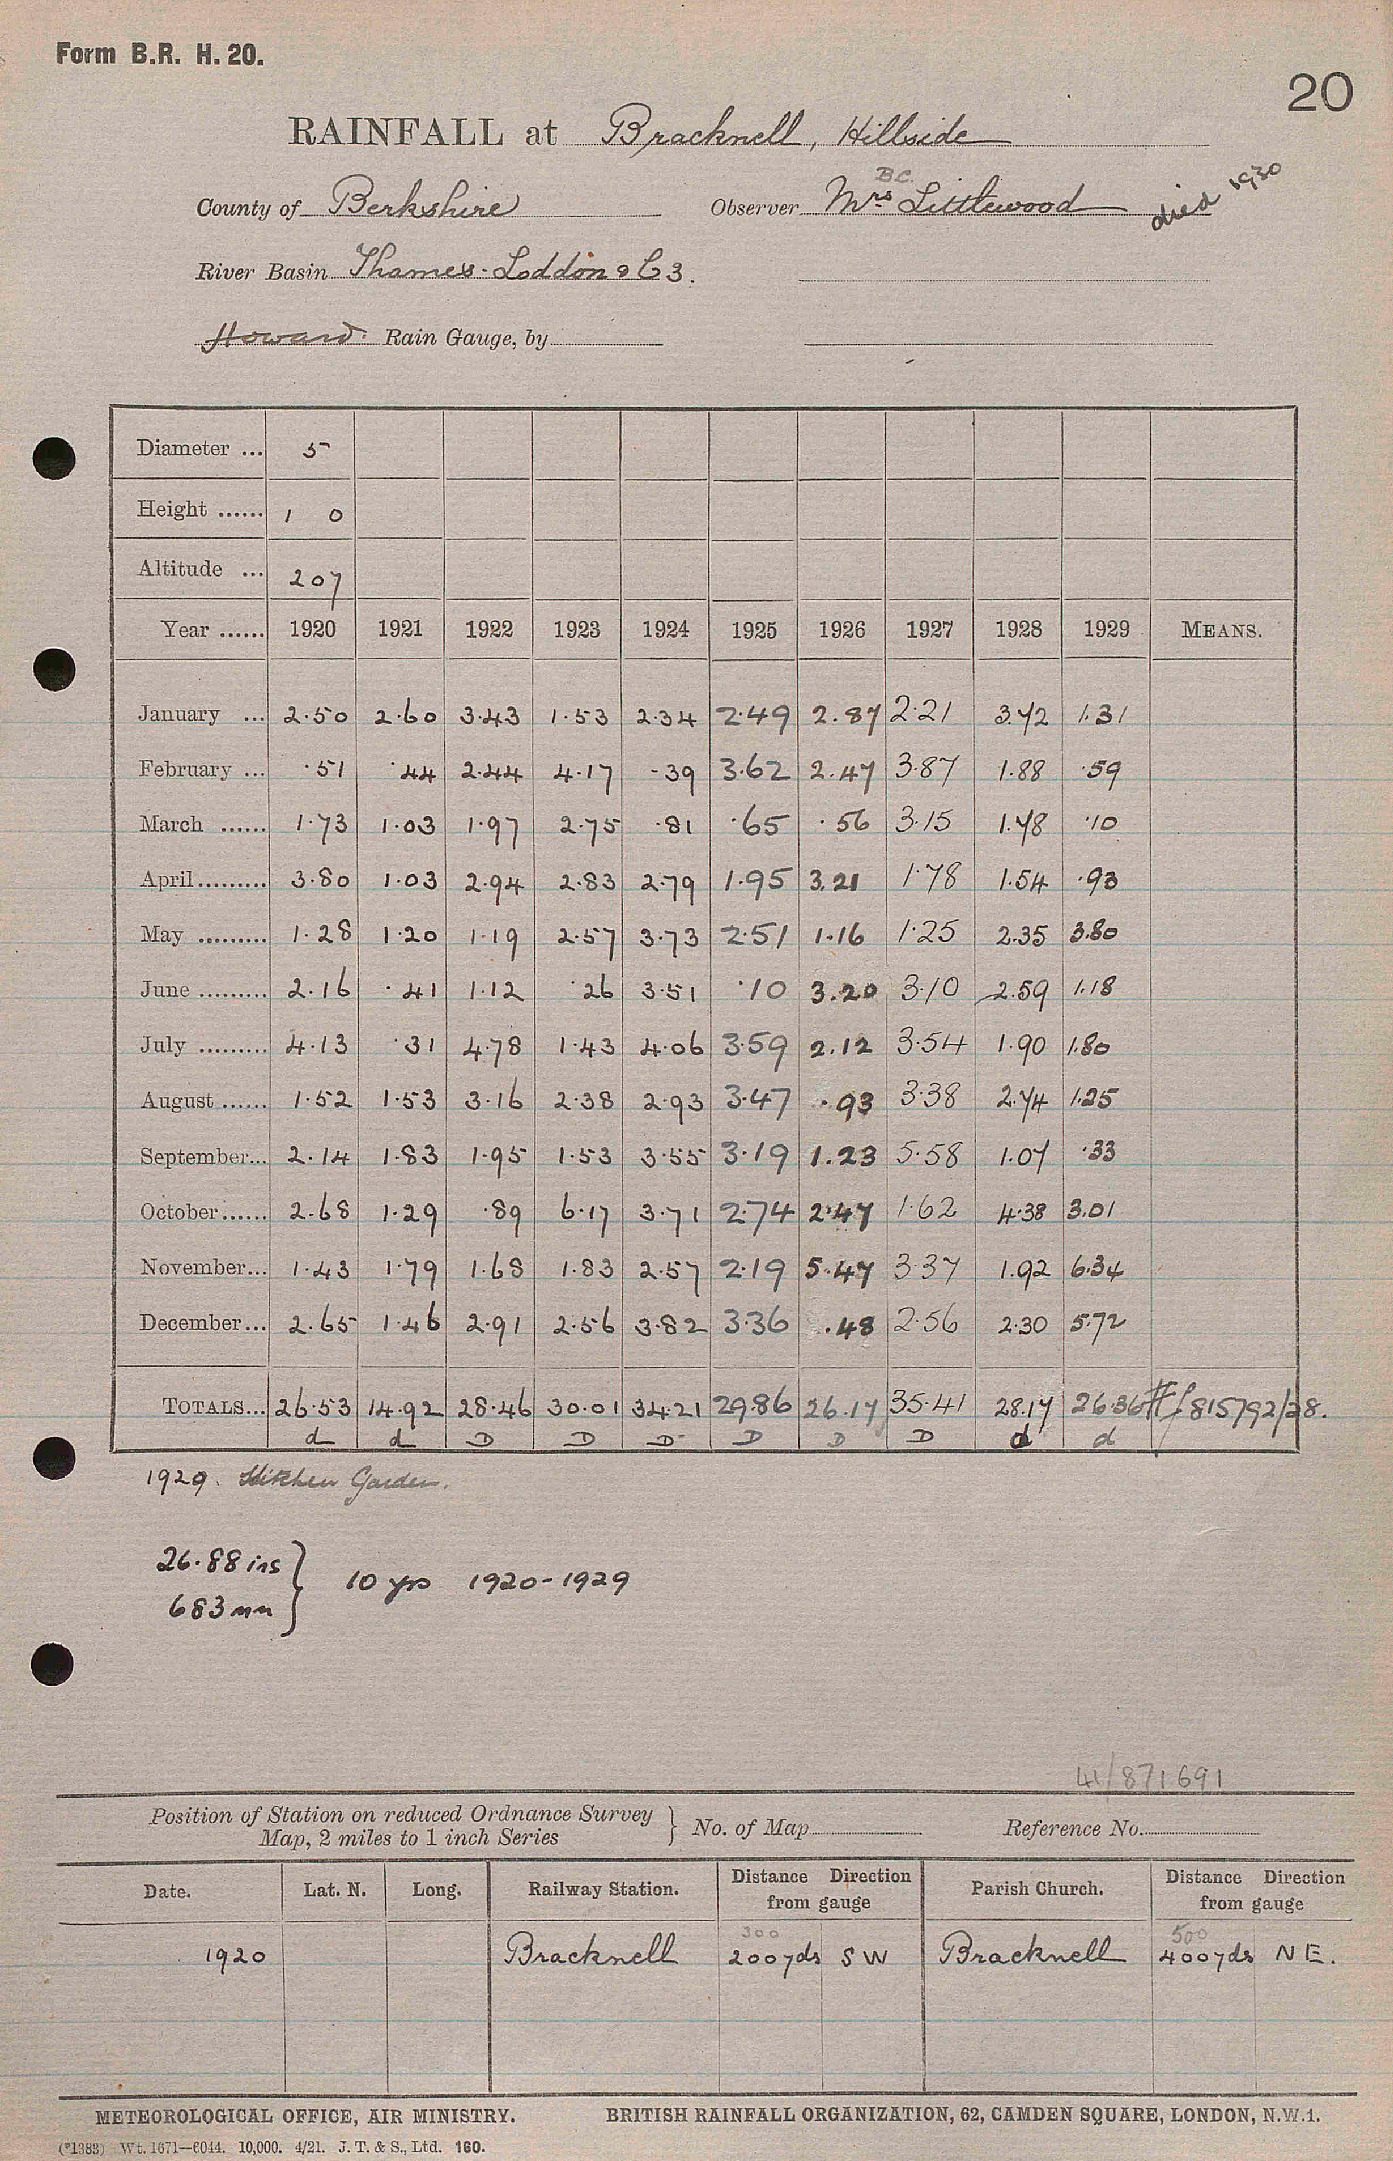 Form B.R. H. 20.
20
RAINFALL at Bracknell, Hillside
B.C.
County of Berkshire Observer Mrs Littlewood died 1930
River Basin Thames - Loddon & C 3.
Howard Rain Gauge, by
Diameter ... 5
Height ...... 1 0
Altitude ... 207
Year ...... 1920 1921 1922 1923 1924 1925 1926 1927 1928 1929 MEANS.
January ... 2.50 2.60 3.43 1.53 2.34 2.49 2.87 2.21 3.72 1.31
February ... .51 .44 2.44 4.17 .39 3.62 2.47 3.87 1.88 .59
March ...... 1.73 1.03 1.97 2.75 .81 .65 .56 3.15 1.78 .10
April......... 3.80 1.03 2.94 2.83 2.79 1.95 3.21 1.78 1.54 .93
May ......... 1.28 1.20 1.19 2.57 3.73 2.51 1.16 1.25 2.35 3.80
June ......... 2.16 .41 1.12 .26 3.51 .10 3.20 3.10 2.59 1.18
July ......... 4.13 .31 4.78 1.43 4.06 3.59 2.12 3.54 1.90 1.80
August ...... 1.52 1.53 3.16 2.38 2.93 3.47 .93 3.38 2.74 1.25
September... 2.14 1.83 1.95 1.53 3.55 3.19 1.23 5.58 1.07 .33
October...... 2.68 1.29 .89 6.17 3.71 2.74 2.47 1.62 4.38 3.01
November... 1.43 1.79 1.68 1.83 2.57 2.19 5.47 3.37 1.92 6.34
December... 2.65 1.46 2.91 2.56 3.82 3.36 .48 2.56 2.30 5.72
TOTALS... 26.53 14.92 28.46 30.01 34.21 29.86 26.17 35.41 28.17 26.36 815792/28.
d d D D D D D D d d
1929. Kitchen Garden.
26.88 ins
683 mm } 10 yrs 1920-1929
41/871691
Position of Station on reduced Ordnance Survey
Map, 2 miles to 1 inch Series } No. of Map Reference No.
Date. Lat. N. Long. Railway Station. Distance Direction from gauge Parish Church. Distance Direction from gauge
300 500
1920 Bracknell 200 yds S W Bracknell 400 yds N E.
METEOROLOGICAL OFFICE, AIR MINISTRY. BRITISH RAINFALL ORGANIZATION, 62, CAMDEN SQUARE, LONDON, N.W.1.
(*1383) Wt. 1671—6044. 10,000. 4/21. J. T. & S., Ltd. 160.